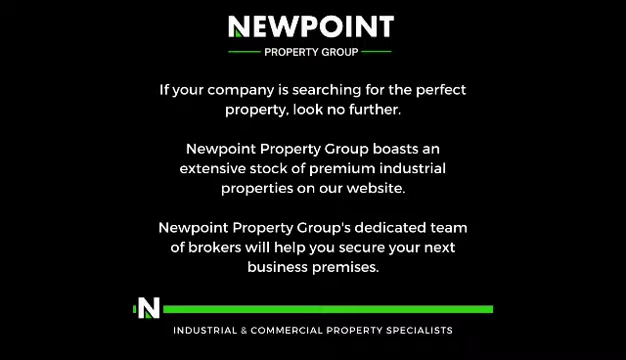 NEWPOINT
PROPERTY GROUP
If your company is searching for the perfect
property, look no further.
Newpoint Property Group boasts an
extensive stock of premium industrial
properties on our website.
Newpoint Property Group's dedicated team
of brokers will help you secure your next
business premises.
N
INDUSTRIAL & COMMERCIAL PROPERTY SPECIALISTS